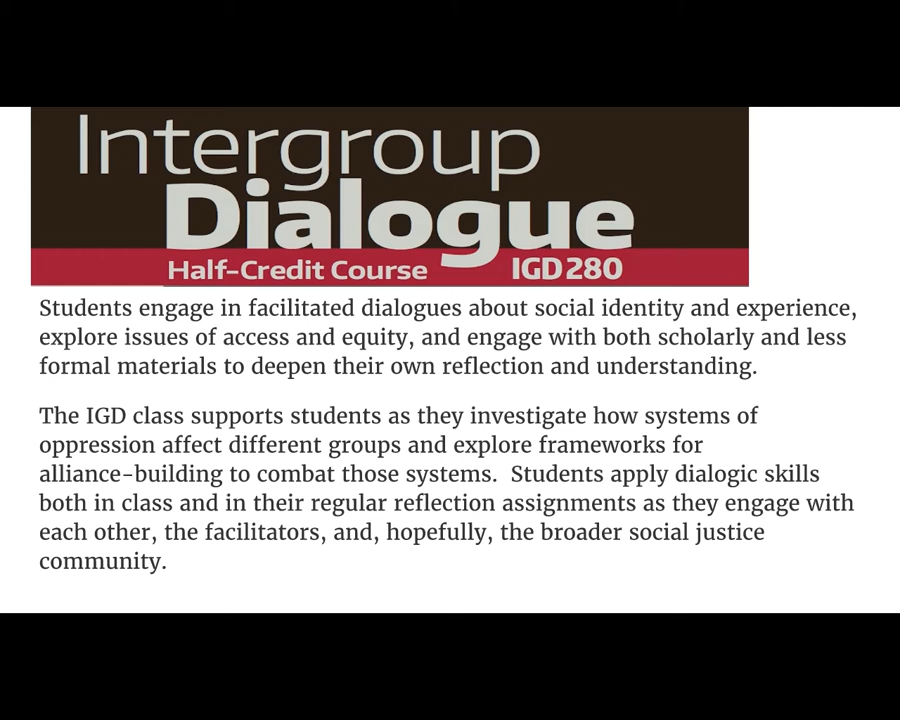 Intergroup
Dialogue
Half-Credit Course IGD 280
Students engage in facilitated dialogues about social identity and experience,
explore issues of access and equity, and engage with both scholarly and less
formal materials to deepen their own reflection and understanding.
The IGD class supports students as they investigate how systems of
oppression affect different groups and explore frameworks for
alliance-building to combat those systems.  Students apply dialogic skills
both in class and in their regular reflection assignments as they engage with
each other, the facilitators, and, hopefully, the broader social justice
community.